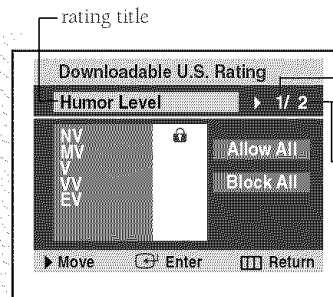 rating title
Downloadable U.S. Rating
Humor Level 1/ 2
NV
MV Allow All
V
VV Block All
EV
Move Enter Return